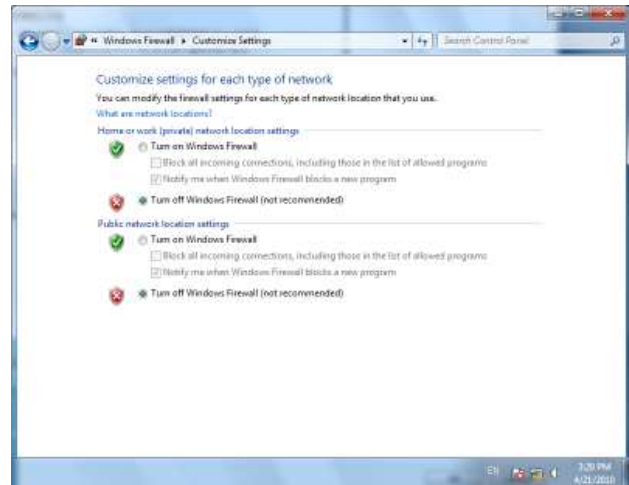 « Windows Firewall ▸ Customize Settings
Search Control Panel
Customize settings for each type of network
You can modify the firewall settings for each type of network location that you use.
What are network locations?
Home or work (private) network location settings
Turn on Windows Firewall
Block all incoming connections, including those in the list of allowed programs
Notify me when Windows Firewall blocks a new program
Turn off Windows Firewall (not recommended)
Public network location settings
Turn on Windows Firewall
Block all incoming connections, including those in the list of allowed programs
Notify me when Windows Firewall blocks a new program
Turn off Windows Firewall (not recommended)
EN
3:20 PM
4/21/2010